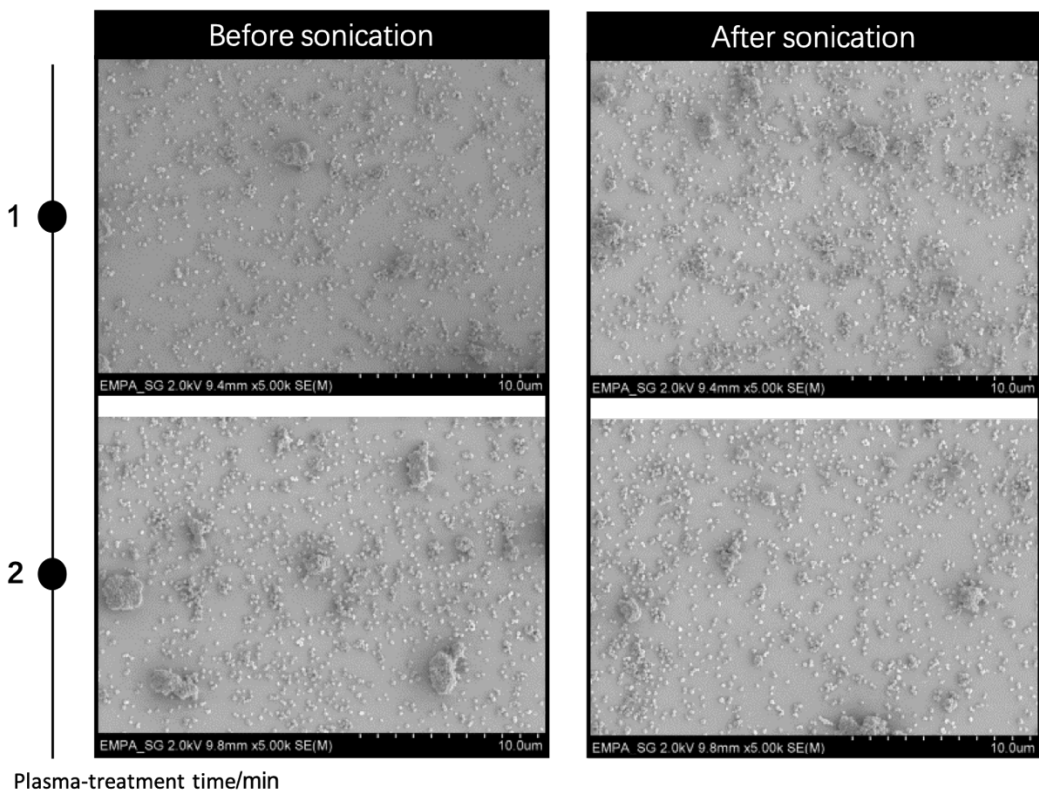 Before sonication
After sonication
1
EMPA_SG 2.0kV 9.4mm x5.00k SE(M) 10.0um
EMPA_SG 2.0kV 9.4mm x5.00k SE(M) 10.0um
2
EMPA_SG 2.0kV 9.8mm x5.00k SE(M) 10.0um
EMPA_SG 2.0kV 9.8mm x5.00k SE(M) 10.0um
Plasma-treatment time/min